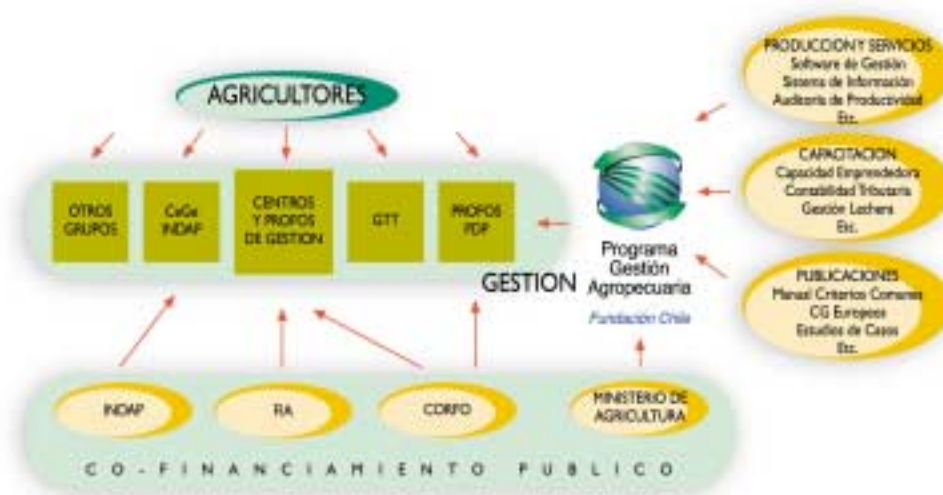 AGRICULTORES
OTROS
GRUPOS
CeGe
INDAP
CENTROS
Y PROFOS
DE GESTION
GTT
PROFOS
PDP
GESTION
Programa
Gestión
Agropecuaria
Fundación Chile
PRODUCCION Y SERVICIOS
Software de Gestión
Sistema de Información
Auditoría de Productividad
Etc.
CAPACITACION
Capacidad Emprendedora
Contabilidad Tributaria
Gestión Lechera
Etc.
PUBLICACIONES
Manual Criterios Comunes
CG Europeos
Estudios de Casos
Etc.
INDAP
FIA
CORFO
MINISTERIO DE
AGRICULTURA
CO-FINANCIAMIENTO PUBLICO